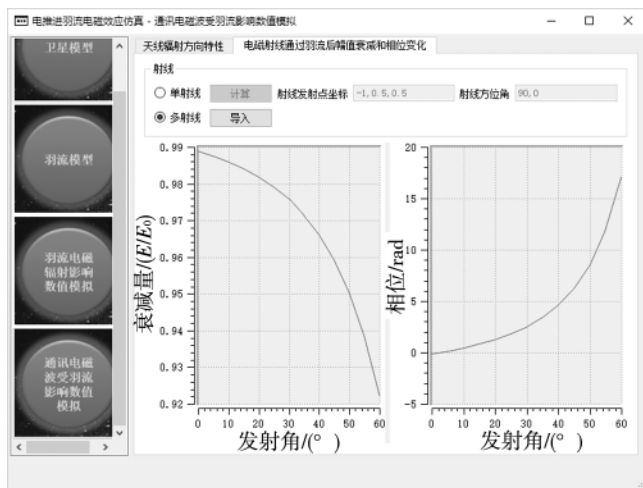 电推进羽流电磁效应仿真 - 通讯电磁波受羽流影响数值模拟
卫星模型
羽流模型
羽流电磁
辐射影响
数值模拟
通讯电磁
波受羽流
影响数值
模拟
天线辐射方向特性
电磁射线通过羽流后幅值衰减和相位变化
射线
单射线
计算
射线发射点坐标
-1,0.5,0.5
射线方位角
90,0
多射线
导入
衰减量/(E/E₀)
0.99
0.98
0.97
0.96
0.95
0.94
0.93
0.92
0 10 20 30 40 50 60
发射角/(°)
相位/rad
20
15
10
5
0
-5
0 10 20 30 40 50 60
发射角/(°)